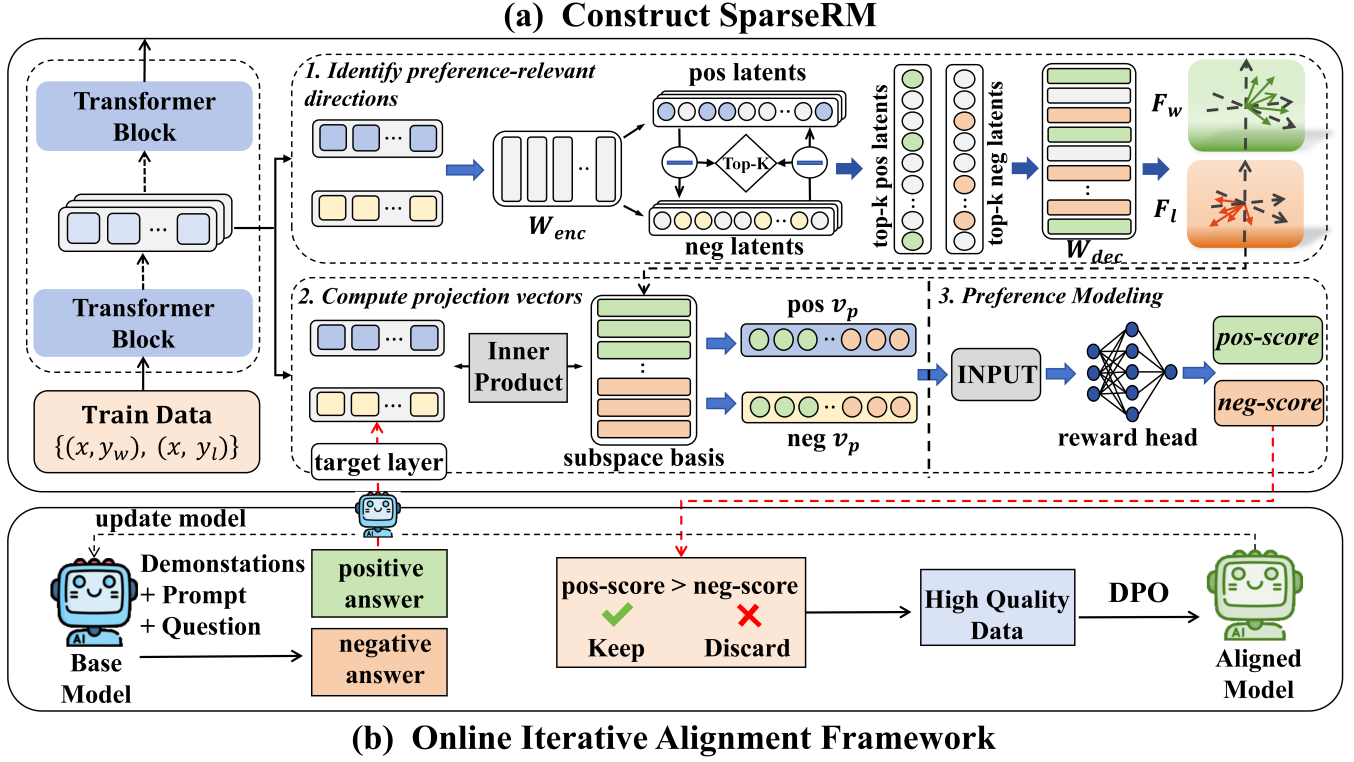 (a) Construct SparseRM
Transformer
Block
Transformer
Block
Train Data
{(x, y_w), (x, y_l)}
1. Identify preference-relevant
directions
W_enc
pos latents
Top-K
neg latents
top-k pos latents
top-k neg latents
W_dec
F_w
F_l
2. Compute projection vectors
target layer
Inner
Product
subspace basis
pos v_p
neg v_p
3. Preference Modeling
INPUT
reward head
pos-score
neg-score
update model
AI
Base
Model
Demonstations
+ Prompt
+ Question
AI
positive
answer
negative
answer
pos-score > neg-score
Keep
Discard
High Quality
Data
DPO
AI
Aligned
Model
(b) Online Iterative Alignment Framework